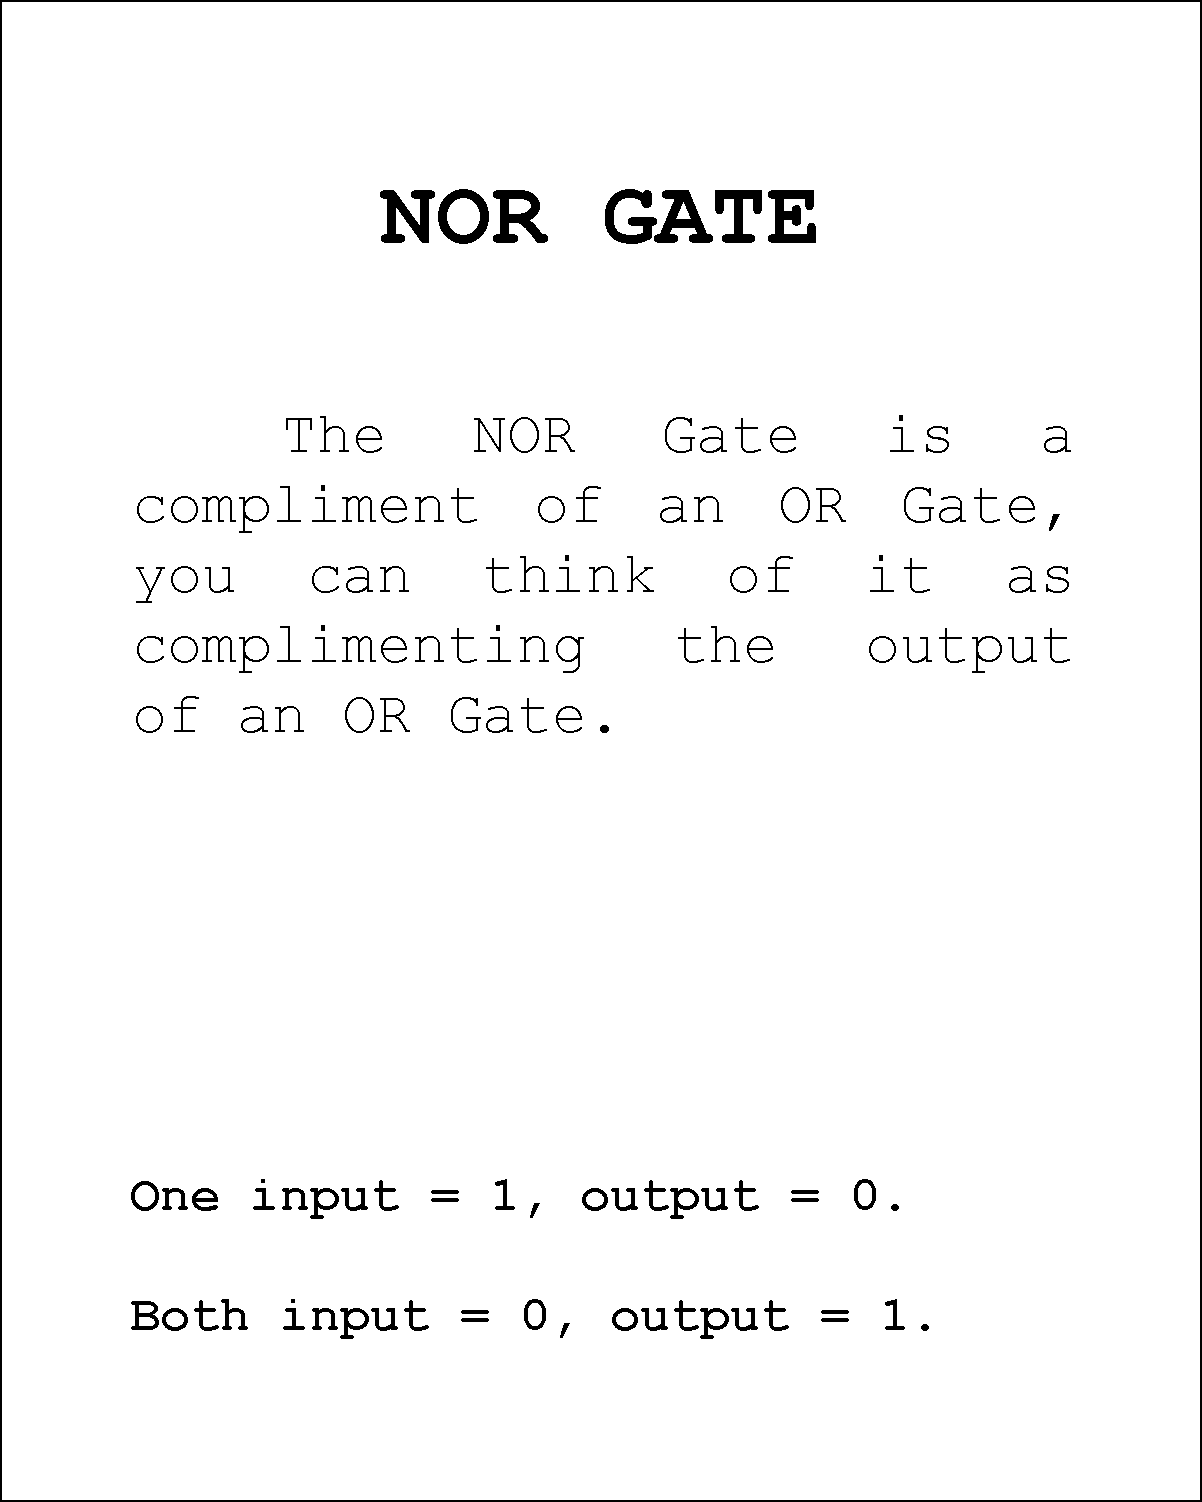 NOR GATE
The NOR Gate is a
compliment of an OR Gate,
you can think of it as
complimenting the output
of an OR Gate.
One input = 1, output = 0.
Both input = 0, output = 1.